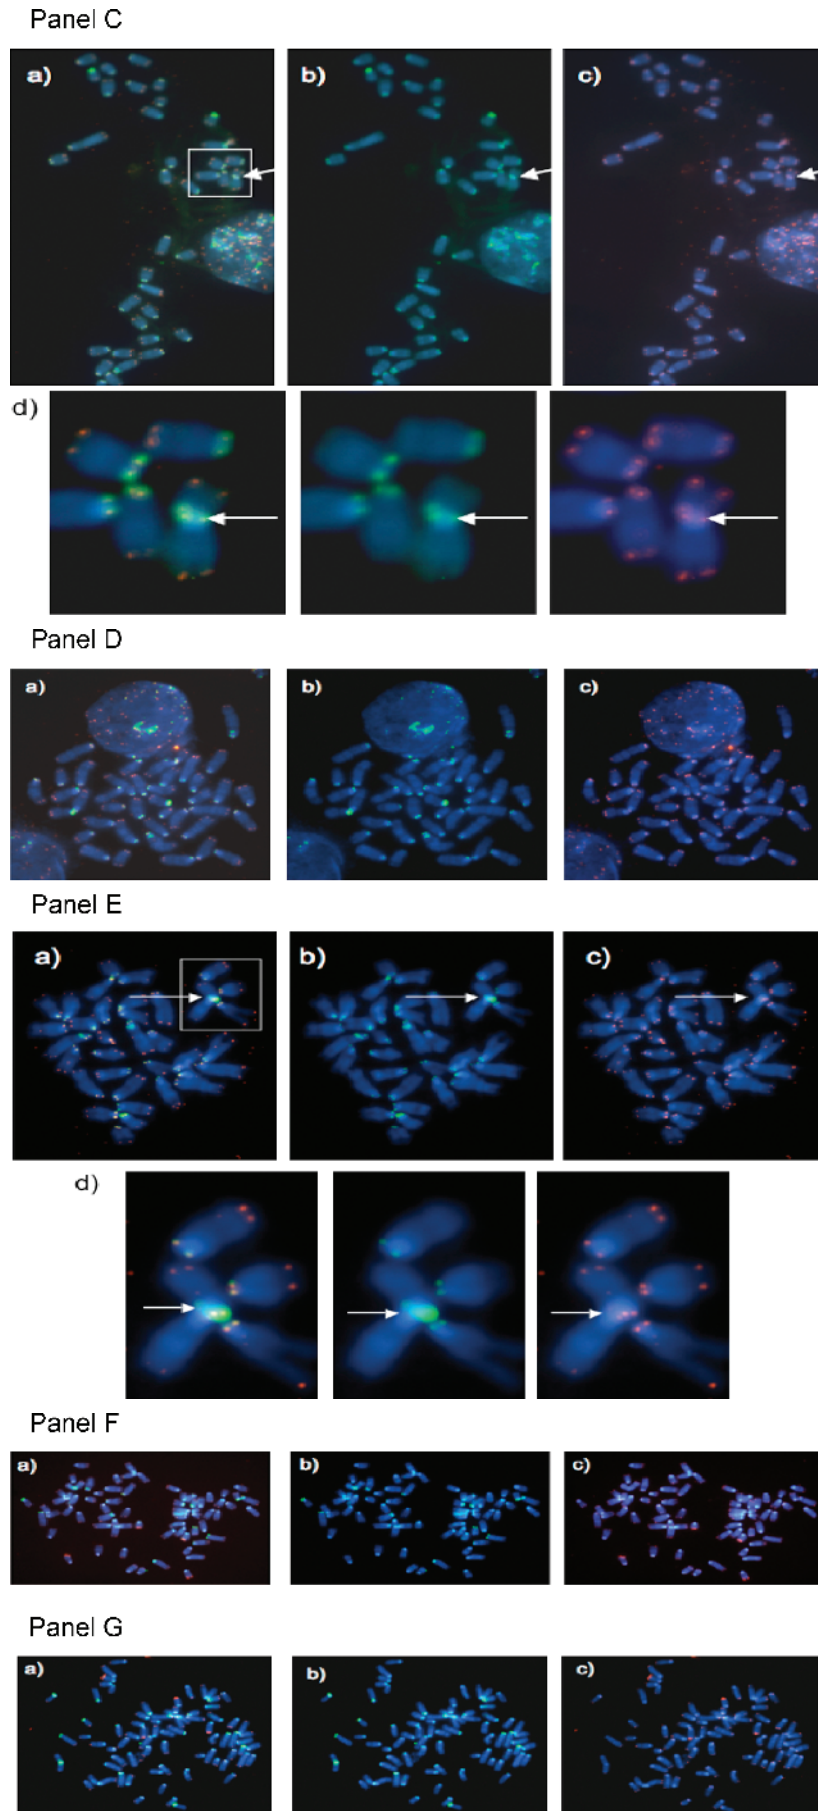 Panel C
a) b) c)
d)
Panel D
a) b) c)
Panel E
a) b) c)
d)
Panel F
a) b) c)
Panel G
a) b) c)